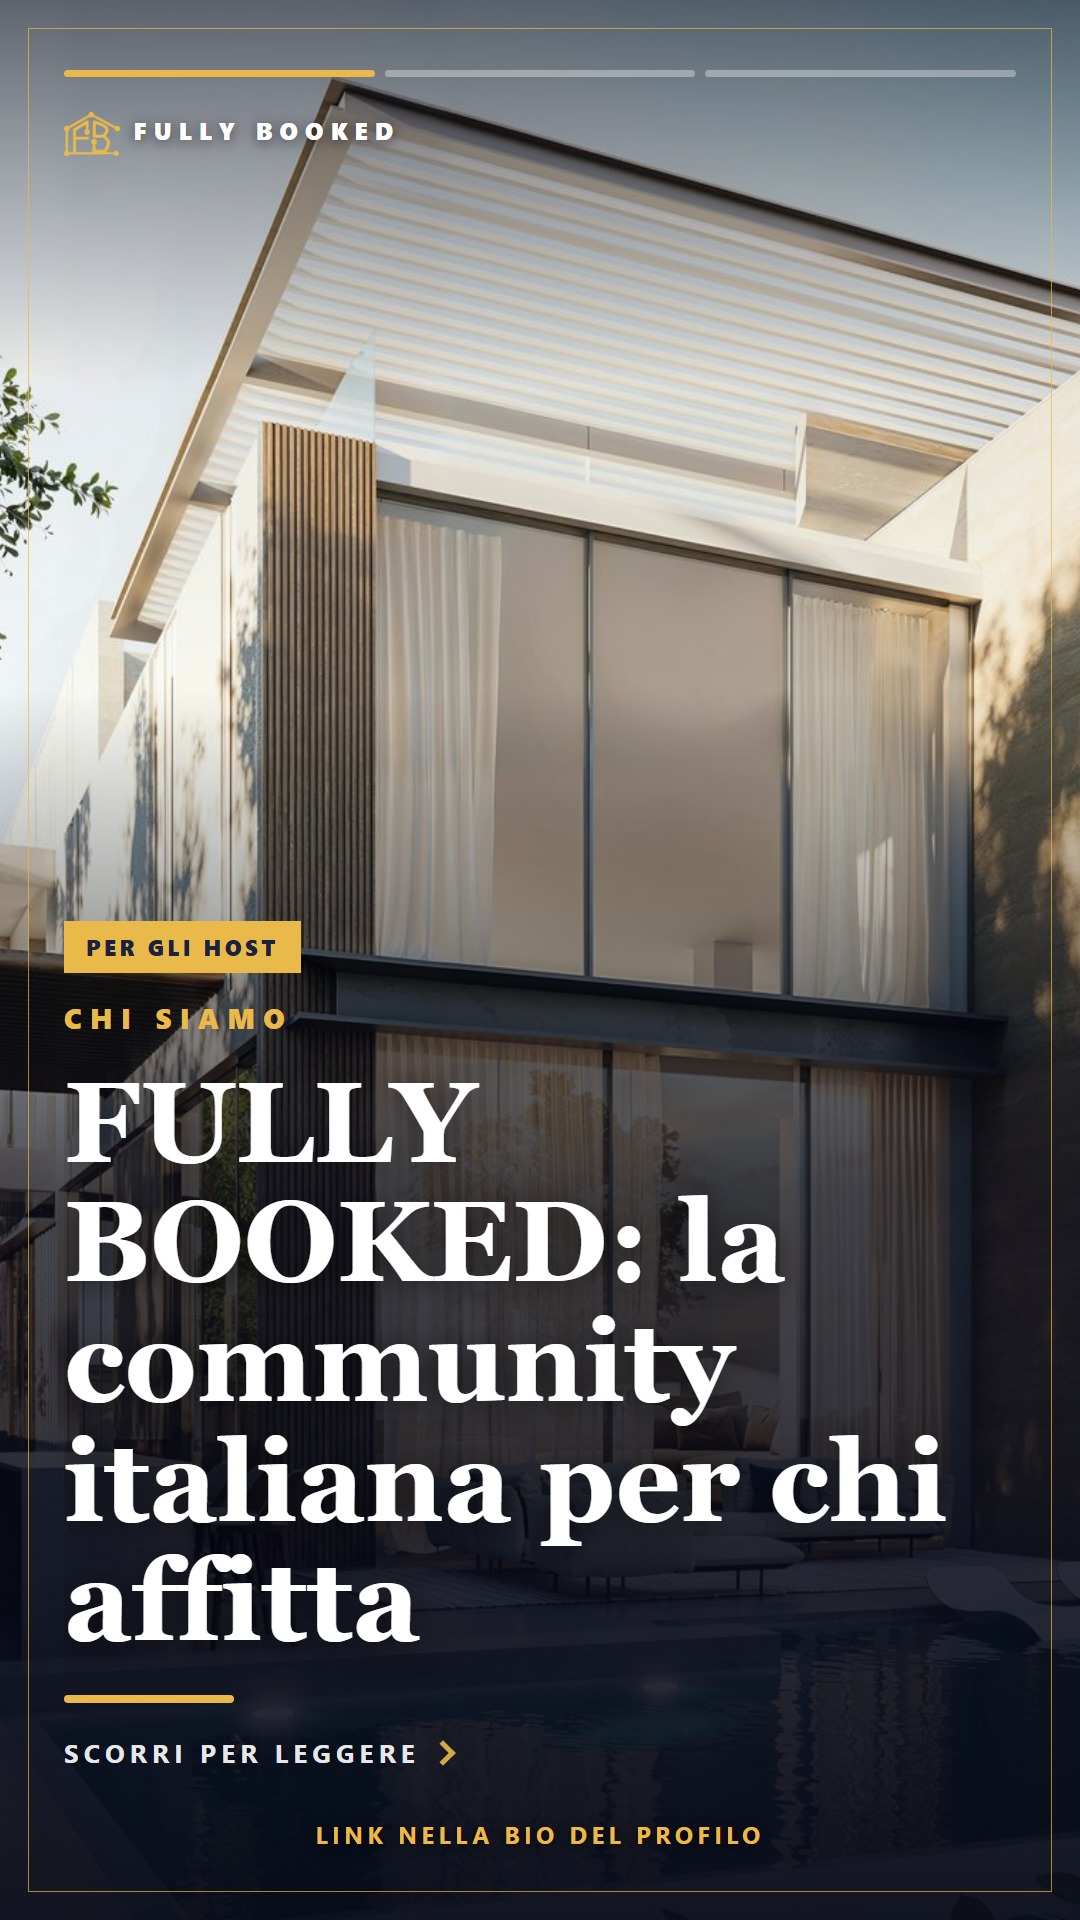 FULLY BOOKED
PER GLI HOST
CHI SIAMO
FULLY
BOOKED: la
community
italiana per chi
affitta
SCORRI PER LEGGERE
LINK NELLA BIO DEL PROFILO